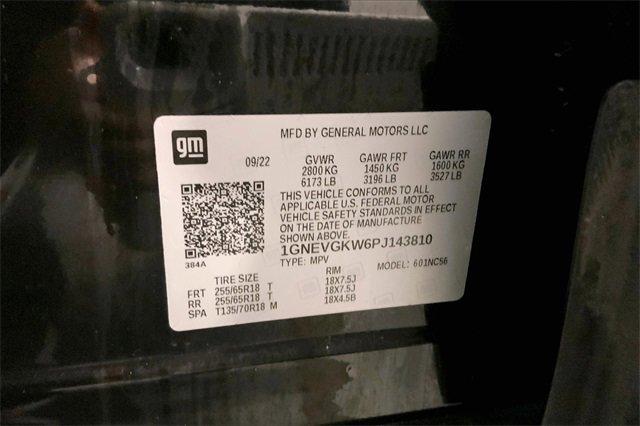 gm
MFD BY GENERAL MOTORS LLC
09/22 GVWR GAWR FRT GAWR RR
2800 KG 1450 KG 1600 KG
6173 LB 3196 LB 3527 LB
THIS VEHICLE CONFORMS TO ALL
APPLICABLE U.S. FEDERAL MOTOR
VEHICLE SAFETY STANDARDS IN EFFECT
ON THE DATE OF MANUFACTURE
SHOWN ABOVE.
384A
1GNEVGKW6PJ143810
TYPE: MPV MODEL: 601NC56
TIRE SIZE RIM
FRT 255/65R18 T 18X7.5J
RR 255/65R18 T 18X7.5J
SPA T135/70R18 M 18X4.5B